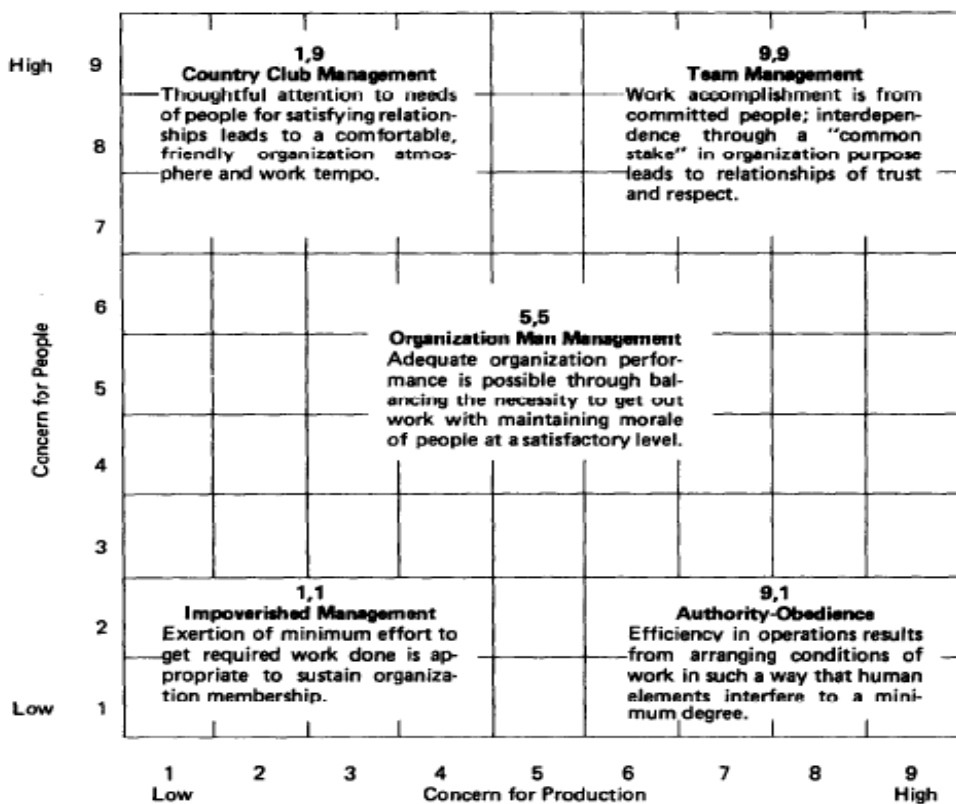 High 9
8
7
6
5
4
3
2
Low 1
Concern for People
1,9
Country Club Management
Thoughtful attention to needs
of people for satisfying relation-
ships leads to a comfortable,
friendly organization atmos-
phere and work tempo.
9,9
Team Management
Work accomplishment is from
committed people; interdepen-
dence through a "common
stake" in organization purpose
leads to relationships of trust
and respect.
5,5
Organization Man Management
Adequate organization perfor-
mance is possible through bal-
ancing the necessity to get out
work with maintaining morale
of people at a satisfactory level.
1,1
Impoverished Management
Exertion of minimum effort to
get required work done is ap-
propriate to sustain organiza-
tion membership.
9,1
Authority-Obedience
Efficiency in operations results
from arranging conditions of
work in such a way that human
elements interfere to a mini-
mum degree.
1 2 3 4 5 6 7 8 9
Low Concern for Production High